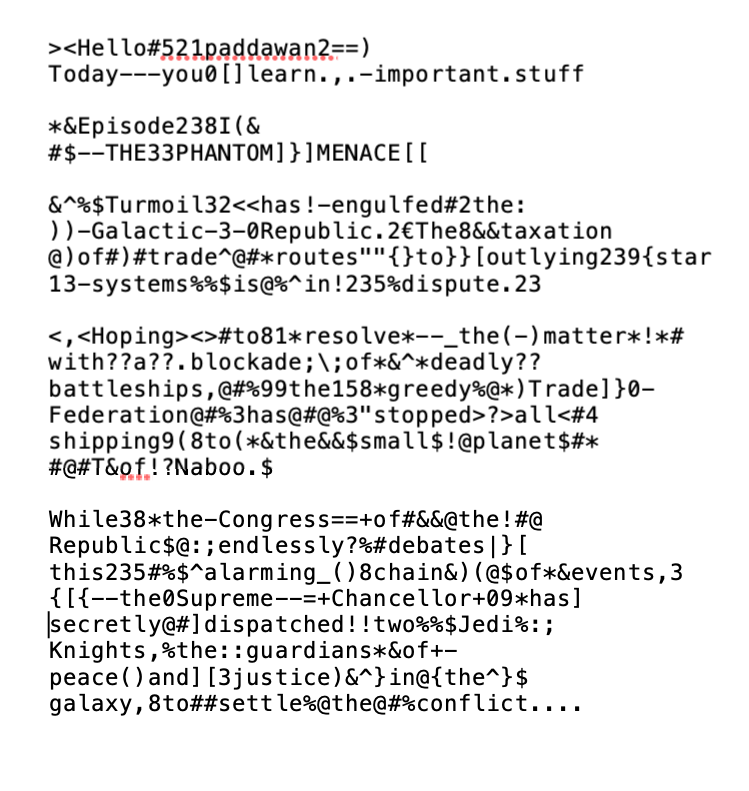 ><Hello#521paddawan2==)
Today---you0[]learn.,.-important.stuff
*&Episode238I(&
#$--THE33PHANTOM]}]MENACE[[
&^%$Turmoil32<<has!-engulfed#2the:
))-Galactic-3-0Republic.2€The8&&taxation
@)of#)#trade^@#*routes""{}to}}[outlying239{star
13-systems%%$is@%^in!235%dispute.23
<,<Hoping><>#to81*resolve*--_the(-)matter*!*#
with??a??.blockade;\;of*&^*deadly??
battleships,@#%99the158*greedy%@*)Trade]}0-
Federation@#%3has@#@%3"stopped>?>all<#4
shipping9(8to(*&the&&$small$!@planet$#*
#@#T&of!?Naboo.$
While38*the-Congress==+of#&&@the!#@
Republic$@:;endlessly?%#debates|}[
this235#%$^alarming_()8chain&)(@$of*&events,3
{[{--the0Supreme--=+Chancellor+09*has]
secretly@#]dispatched!!two%%$Jedi%:;
Knights,%the::guardians*&of+-
peace()and][3justice)&^}in@{the^}$
galaxy,8to##settle%@the@#%conflict....